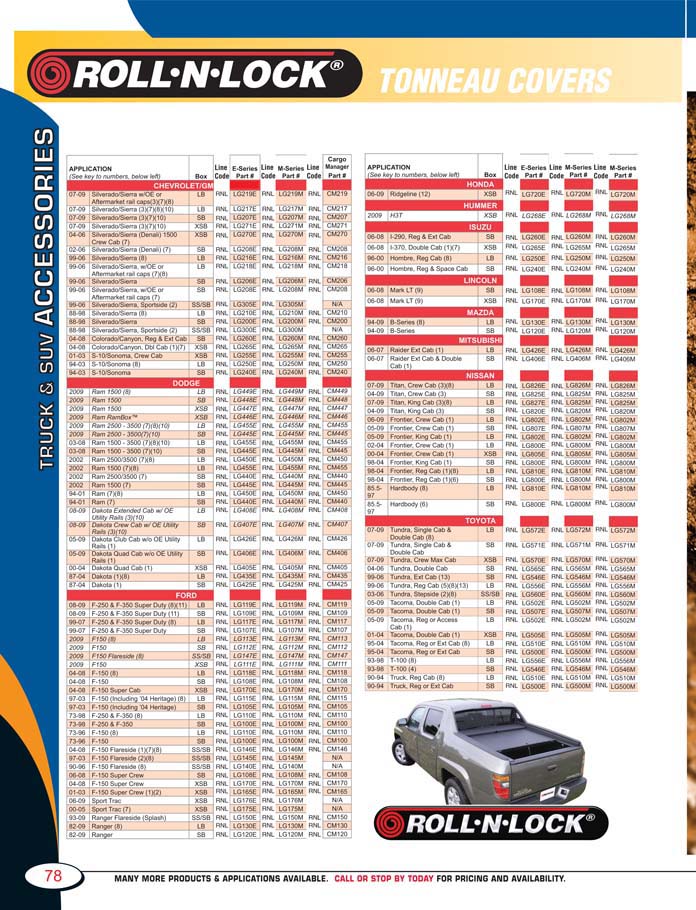 ROLL·N·LOCK®
TONNEAU COVERS
TRUCK & SUV ACCESSORIES
APPLICATION (See key to numbers, below left) Box Line Code E-Series Part # Line Code M-Series Part # Line Code Cargo Manager Part #
CHEVROLET/GM
07-09 Silverado/Sierra w/OE or Aftermarket rail caps(3)(7)(8) LB RNL LG219E RNL LG219M RNL CM219
07-09 Silverado/Sierra (3)(7)(8)(10) LB RNL LG217E RNL LG217M RNL CM217
07-09 Silverado/Sierra (3)(7)(10) SB RNL LG207E RNL LG207M RNL CM207
07-09 Silverado/Sierra (3)(7)(10) XSB RNL LG271E RNL LG271M RNL CM271
04-06 Silverado/Sierra (Denali) 1500 Crew Cab (7) XSB RNL LG270E RNL LG270M RNL CM270
02-06 Silverado/Sierra (Denali) (7) SB RNL LG208E RNL LG208M RNL CM208
99-06 Silverado/Sierra (8) LB RNL LG216E RNL LG216M RNL CM216
99-06 Silverado/Sierra, w/OE or Aftermarket rail caps (7)(8) LB RNL LG218E RNL LG218M RNL CM218
99-06 Silverado/Sierra SB RNL LG206E RNL LG206M RNL CM206
99-06 Silverado/Sierra, w/OE or Aftermarket rail caps (7) SB RNL LG208E RNL LG208M RNL CM208
99-06 Silverado/Sierra, Sportside (2) SS/SB RNL LG305E RNL LG305M N/A
88-98 Silverado/Sierra (8) LB RNL LG210E RNL LG210M RNL CM210
88-98 Silverado/Sierra SB RNL LG200E RNL LG200M RNL CM200
88-98 Silverado/Sierra, Sportside (2) SS/SB RNL LG300E RNL LG300M N/A
04-08 Colorado/Canyon, Reg & Ext Cab SB RNL LG260E RNL LG260M RNL CM260
04-08 Colorado/Canyon, Dbl Cab (1)(7) XSB RNL LG265E RNL LG265M RNL CM265
01-03 S-10/Sonoma, Crew Cab XSB RNL LG255E RNL LG255M RNL CM255
94-03 S-10/Sonoma (8) LB RNL LG250E RNL LG250M RNL CM250
94-03 S-10/Sonoma SB RNL LG240E RNL LG240M RNL CM240
DODGE
2009 Ram 1500 (8) LB RNL LG449E RNL LG449M RNL CM449
2009 Ram 1500 SB RNL LG448E RNL LG448M RNL CM448
2009 Ram 1500 XSB RNL LG447E RNL LG447M RNL CM447
2009 Ram RamBox™ XSB RNL LG446E RNL LG446M RNL CM446
2009 Ram 2500 - 3500 (7)(8)(10) LB RNL LG455E RNL LG455M RNL CM455
2009 Ram 2500 - 3500(7)(10) SB RNL LG445E RNL LG445M RNL CM445
03-08 Ram 1500 - 3500 (7)(8)(10) LB RNL LG455E RNL LG455M RNL CM455
03-08 Ram 1500 - 3500 (7)(10) SB RNL LG445E RNL LG445M RNL CM445
2002 Ram 2500/3500 (7)(8) LB RNL LG450E RNL LG450M RNL CM450
2002 Ram 1500 (7)(8) LB RNL LG455E RNL LG455M RNL CM455
2002 Ram 2500/3500 (7) SB RNL LG440E RNL LG440M RNL CM440
2002 Ram 1500 (7) SB RNL LG445E RNL LG445M RNL CM445
94-01 Ram (7)(8) LB RNL LG450E RNL LG450M RNL CM450
94-01 Ram (7) SB RNL LG440E RNL LG440M RNL CM440
08-09 Dakota Extended Cab w/ OE Utility Rails (3)(10) LB RNL LG408E RNL LG408M RNL CM408
08-09 Dakota Crew Cab w/ OE Utility Rails (3)(10) SB RNL LG407E RNL LG407M RNL CM407
05-09 Dakota Club Cab w/o OE Utility Rails (1) LB RNL LG426E RNL LG426M RNL CM426
05-09 Dakota Quad Cab w/o OE Utility Rails (1) SB RNL LG406E RNL LG406M RNL CM406
00-04 Dakota Quad Cab (1) XSB RNL LG405E RNL LG405M RNL CM405
87-04 Dakota (1)(8) LB RNL LG435E RNL LG435M RNL CM435
87-04 Dakota (1) SB RNL LG425E RNL LG425M RNL CM425
FORD
08-09 F-250 & F-350 Super Duty (8)(11) LB RNL LG119E RNL LG119M RNL CM119
08-09 F-250 & F-350 Super Duty (11) SB RNL LG109E RNL LG109M RNL CM109
99-07 F-250 & F-350 Super Duty (8) LB RNL LG117E RNL LG117M RNL CM117
99-07 F-250 & F-350 Super Duty SB RNL LG107E RNL LG107M RNL CM107
2009 F150 (8) LB RNL LG113E RNL LG113M RNL CM113
2009 F150 SB RNL LG112E RNL LG112M RNL CM112
2009 F150 Flareside (8) SS/SB RNL LG147E RNL LG147M RNL CM147
2009 F150 XSB RNL LG111E RNL LG111M RNL CM111
04-08 F-150 (8) LB RNL LG118E RNL LG118M RNL CM118
04-08 F-150 SB RNL LG108E RNL LG108M RNL CM108
04-08 F-150 Super Cab XSB RNL LG170E RNL LG170M RNL CM170
97-03 F-150 (Including '04 Heritage) (8) LB RNL LG115E RNL LG115M RNL CM115
97-03 F-150 (Including '04 Heritage) SB RNL LG105E RNL LG105M RNL CM105
73-98 F-250 & F-350 (8) LB RNL LG110E RNL LG110M RNL CM110
73-98 F-250 & F-350 SB RNL LG100E RNL LG100M RNL CM100
73-96 F-150 (8) LB RNL LG110E RNL LG110M RNL CM110
73-96 F-150 SB RNL LG100E RNL LG100M RNL CM100
04-08 F-150 Flareside (1)(7)(8) SS/SB RNL LG146E RNL LG146M RNL CM146
97-03 F-150 Flareside (2)(8) SS/SB RNL LG145E RNL LG145M N/A
90-96 F-150 Flareside (8) SS/SB RNL LG140E RNL LG140M N/A
06-08 F-150 Super Crew SB RNL LG108E RNL LG108M RNL CM108
04-08 F-150 Super Crew XSB RNL LG170E RNL LG170M RNL CM170
01-03 F-150 Super Crew (1)(2) XSB RNL LG165E RNL LG165M RNL CM165
06-09 Sport Trac XSB RNL LG176E RNL LG176M N/A
00-05 Sport Trac (7) XSB RNL LG175E RNL LG175M N/A
93-09 Ranger Flareside (Splash) SS/SB RNL LG150E RNL LG150M RNL CM150
82-09 Ranger (8) LB RNL LG130E RNL LG130M RNL CM130
82-09 Ranger SB RNL LG120E RNL LG120M RNL CM120
APPLICATION (See key to numbers, below left) Box Line Code E-Series Part # Line Code M-Series Part # Line Code M-Series Part #
HONDA
06-09 Ridgeline (12) XSB RNL LG720E RNL LG720M RNL LG720M
HUMMER
2009 H3T XSB RNL LG268E RNL LG268M RNL LG268M
ISUZU
06-08 I-290, Reg & Ext Cab SB RNL LG260E RNL LG260M RNL LG260M
06-08 I-370, Double Cab (1)(7) XSB RNL LG265E RNL LG265M RNL LG265M
96-00 Hombre, Reg Cab (8) LB RNL LG250E RNL LG250M RNL LG250M
96-00 Hombre, Reg & Space Cab SB RNL LG240E RNL LG240M RNL LG240M
LINCOLN
06-08 Mark LT (9) SB RNL LG108E RNL LG108M RNL LG108M
06-08 Mark LT (9) XSB RNL LG170E RNL LG170M RNL LG170M
MAZDA
94-09 B-Series (8) LB RNL LG130E RNL LG130M RNL LG130M
94-09 B-Series SB RNL LG120E RNL LG120M RNL LG120M
MITSUBISHI
06-07 Raider Ext Cab (1) LB RNL LG426E RNL LG426M RNL LG426M
06-07 Raider Ext Cab & Double Cab (1) SB RNL LG406E RNL LG406M RNL LG406M
NISSAN
07-09 Titan, Crew Cab (3)(8) LB RNL LG826E RNL LG826M RNL LG826M
04-09 Titan, Crew Cab (3) SB RNL LG825E RNL LG825M RNL LG825M
07-09 Titan, King Cab (3)(8) LB RNL LG827E RNL LG827M RNL LG825M
04-09 Titan, King Cab (3) SB RNL LG820E RNL LG820M RNL LG820M
05-09 Frontier, Crew Cab (1) LB RNL LG802E RNL LG802M RNL LG802M
05-09 Frontier, Crew Cab (1) SB RNL LG807E RNL LG807M RNL LG807M
05-09 Frontier, King Cab (1) LB RNL LG802E RNL LG802M RNL LG802M
02-04 Frontier, Crew Cab (1) LB RNL LG800E RNL LG800M RNL LG800M
00-04 Frontier, Crew Cab (1) XSB RNL LG805E RNL LG805M RNL LG805M
98-04 Frontier, King Cab (1) SB RNL LG800E RNL LG800M RNL LG800M
98-04 Frontier, Reg Cab (1)(8) LB RNL LG810E RNL LG810M RNL LG810M
98-04 Frontier, Reg Cab (1)(6) SB RNL LG800E RNL LG800M RNL LG800M
85.5-97 Hardbody (8) LB RNL LG810E RNL LG810M RNL LG810M
85.5-97 Hardbody (6) SB RNL LG800E RNL LG800M RNL LG800M
TOYOTA
07-09 Tundra, Single Cab & Double Cab (8) LB RNL LG572E RNL LG572M RNL LG572M
07-09 Tundra, Single Cab & Double Cab SB RNL LG571E RNL LG571M RNL LG571M
07-09 Tundra, Crew Max Cab XSB RNL LG570E RNL LG570M RNL LG570M
04-06 Tundra, Double Cab SB RNL LG565E RNL LG565M RNL LG565M
99-06 Tundra, Ext Cab (13) SB RNL LG546E RNL LG546M RNL LG546M
99-06 Tundra, Reg Cab (5)(8)(13) LB RNL LG556E RNL LG556M RNL LG556M
03-06 Tundra, Stepside (2)(8) SS/SB RNL LG560E RNL LG560M RNL LG560M
05-09 Tacoma, Double Cab (1) LB RNL LG502E RNL LG502M RNL LG502M
05-09 Tacoma, Double Cab (1) SB RNL LG507E RNL LG507M RNL LG507M
05-09 Tacoma, Reg or Access Cab (1) LB RNL LG502E RNL LG502M RNL LG502M
01-04 Tacoma, Double Cab (1) XSB RNL LG505E RNL LG505M RNL LG505M
95-04 Tacoma, Reg or Ext Cab (8) LB RNL LG510E RNL LG510M RNL LG510M
95-04 Tacoma, Reg or Ext Cab SB RNL LG500E RNL LG500M RNL LG500M
93-98 T-100 (8) LB RNL LG556E RNL LG556M RNL LG556M
93-98 T-100 (4) SB RNL LG546E RNL LG546M RNL LG546M
90-94 Truck, Reg Cab (8) LB RNL LG510E RNL LG510M RNL LG510M
90-94 Truck, Reg or Ext Cab SB RNL LG500E RNL LG500M RNL LG500M
ROLL·N·LOCK®
78
MANY MORE PRODUCTS & APPLICATIONS AVAILABLE. CALL OR STOP BY TODAY FOR PRICING AND AVAILABILITY.